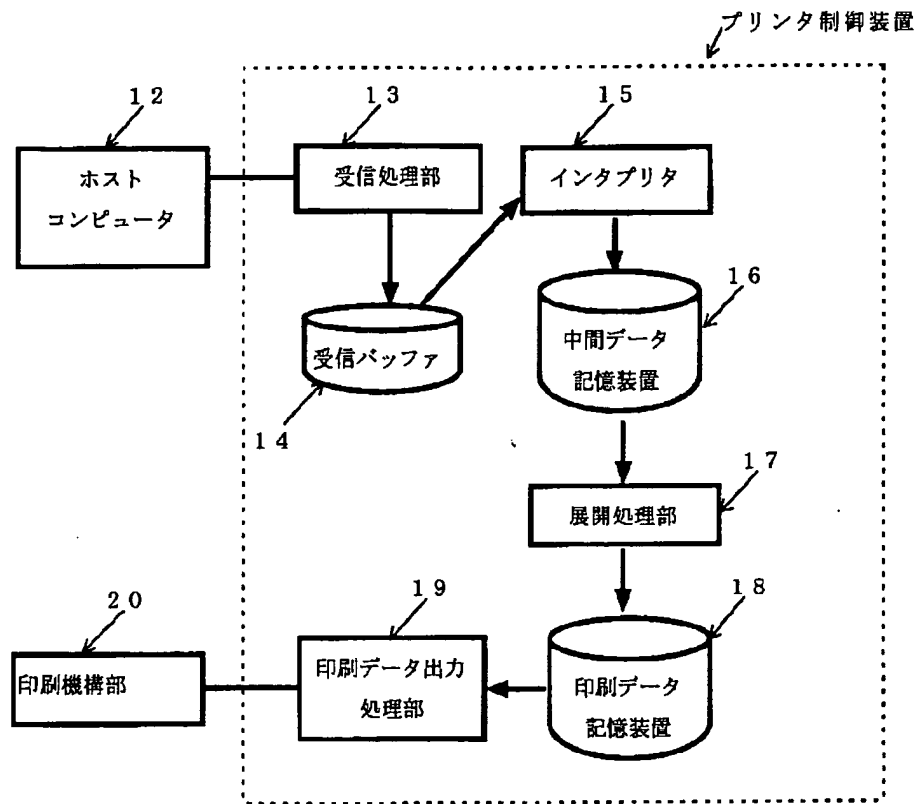 プリンタ制御装置
12
ホスト
コンピュータ
13
受信処理部
15
インタプリタ
14
受信バッファ
16
中間データ
記憶装置
17
展開処理部
18
印刷データ
記憶装置
19
印刷データ出力
処理部
20
印刷機構部